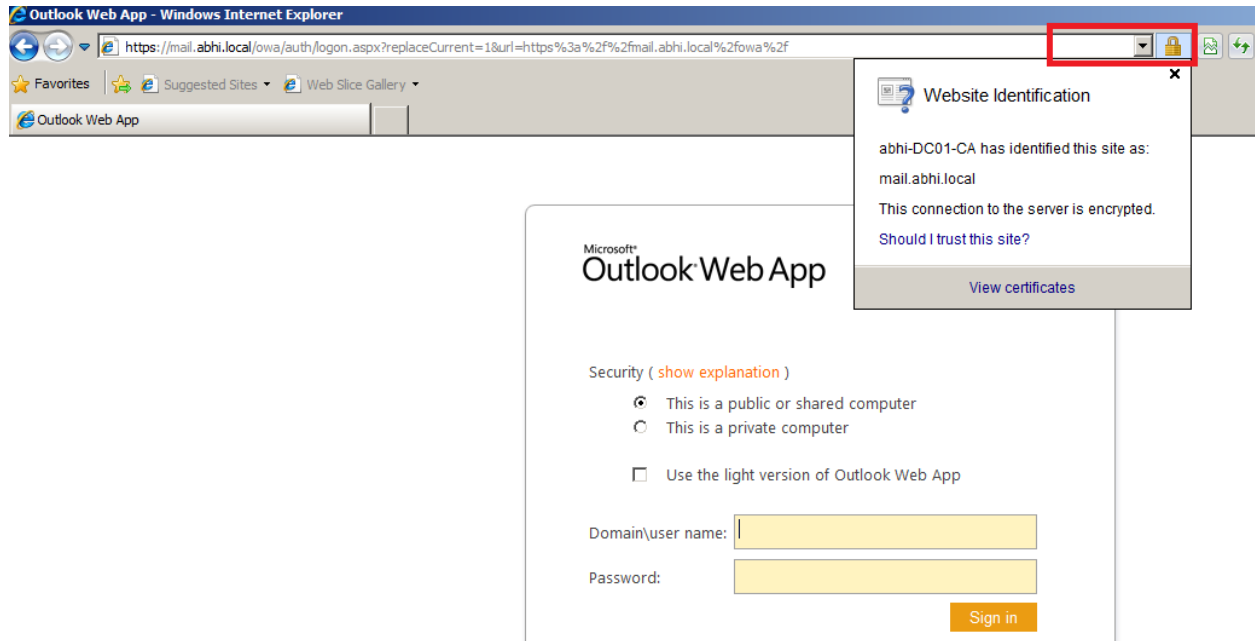 Outlook Web App - Windows Internet Explorer
https://mail.abhi.local/owa/auth/logon.aspx?replaceCurrent=1&url=https%3a%2f%2fmail.abhi.local%2fowa%2f
Favorites Suggested Sites Web Slice Gallery
Outlook Web App
Website Identification
abhi-DC01-CA has identified this site as:
mail.abhi.local
This connection to the server is encrypted.
Should I trust this site?
View certificates
Microsoft®
Outlook Web App
Security ( show explanation )
This is a public or shared computer
This is a private computer
Use the light version of Outlook Web App
Domain\user name:
Password:
Sign in